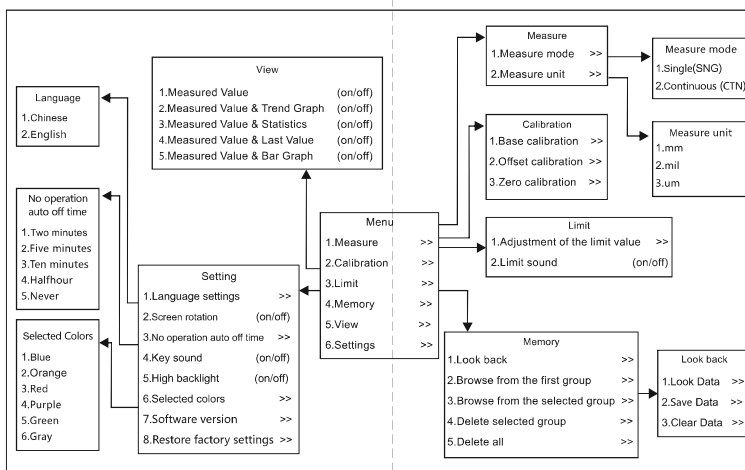 View
1.Measured Value (on/off)
2.Measured Value & Trend Graph (on/off)
3.Measured Value & Statistics (on/off)
4.Measured Value & Last Value (on/off)
5.Measured Value & Bar Graph (on/off)
Language
1.Chinese
2.English
No operation
auto off time
1.Two minutes
2.Five minutes
3.Ten minutes
4.Halfhour
5.Never
Selected Colors
1.Blue
2.Orange
3.Red
4.Purple
5.Green
6.Gray
Setting
1.Language settings >>
2.Screen rotation (on/off)
3.No operation auto off time >>
4.Key sound (on/off)
5.High backlight (on/off)
6.Selected colors >>
7.Software version >>
8.Restore factory settings >>
Menu
1.Measure >>
2.Calibration >>
3.Limit >>
4.Memory >>
5.View >>
6.Settings >>
Measure
1.Measure mode >>
2.Measure unit >>
Measure mode
1.Single(SNG)
2.Continuous (CTN)
Measure unit
1.mm
2.mil
3.um
Calibration
1.Base calibration >>
2.Offset calibration >>
3.Zero calibration >>
Limit
1.Adjustment of the limit value >>
2.Limit sound (on/off)
Memory
1.Look back >>
2.Browse from the first group >>
3.Browse from the selected group >>
4.Delete selected group >>
5.Delete all >>
Look back
1.Look Data >>
2.Save Data >>
3.Clear Data >>